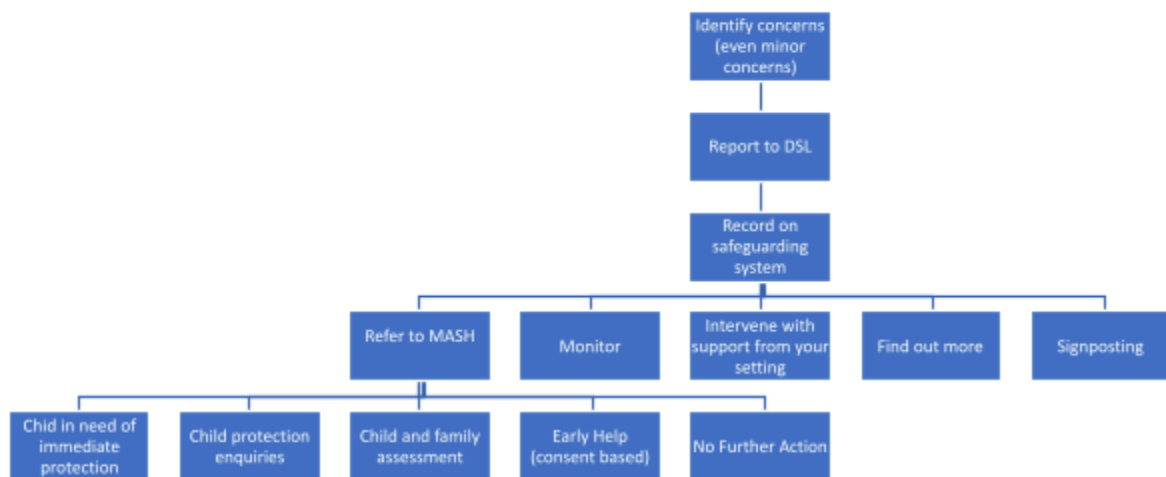 Identify concerns
(even minor
concerns)
Report to DSL
Record on
safeguarding
system
Refer to MASH
Monitor
Intervene with
support from your
setting
Find out more
Signposting
Chid in need of
immediate
protection
Child protection
enquiries
Child and family
assessment
Early Help
(consent based)
No Further Action